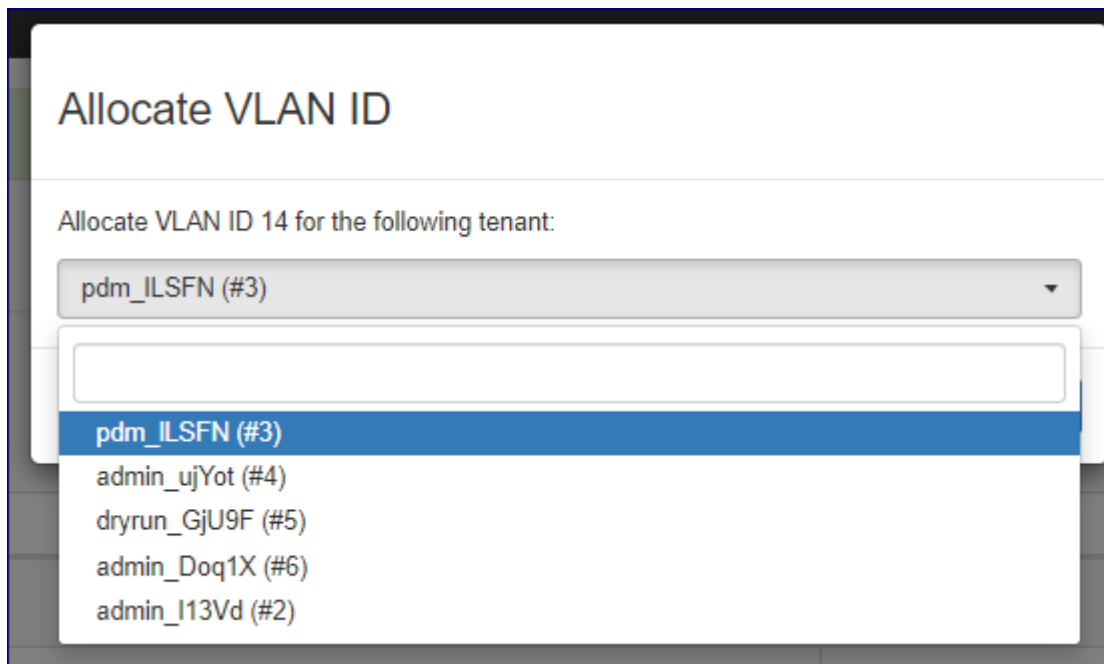 Allocate VLAN ID
Allocate VLAN ID 14 for the following tenant:
pdm_ILSFN (#3)
pdm_ILSFN (#3)
admin_ujYot (#4)
dryrun_GjU9F (#5)
admin_Doq1X (#6)
admin_I13Vd (#2)